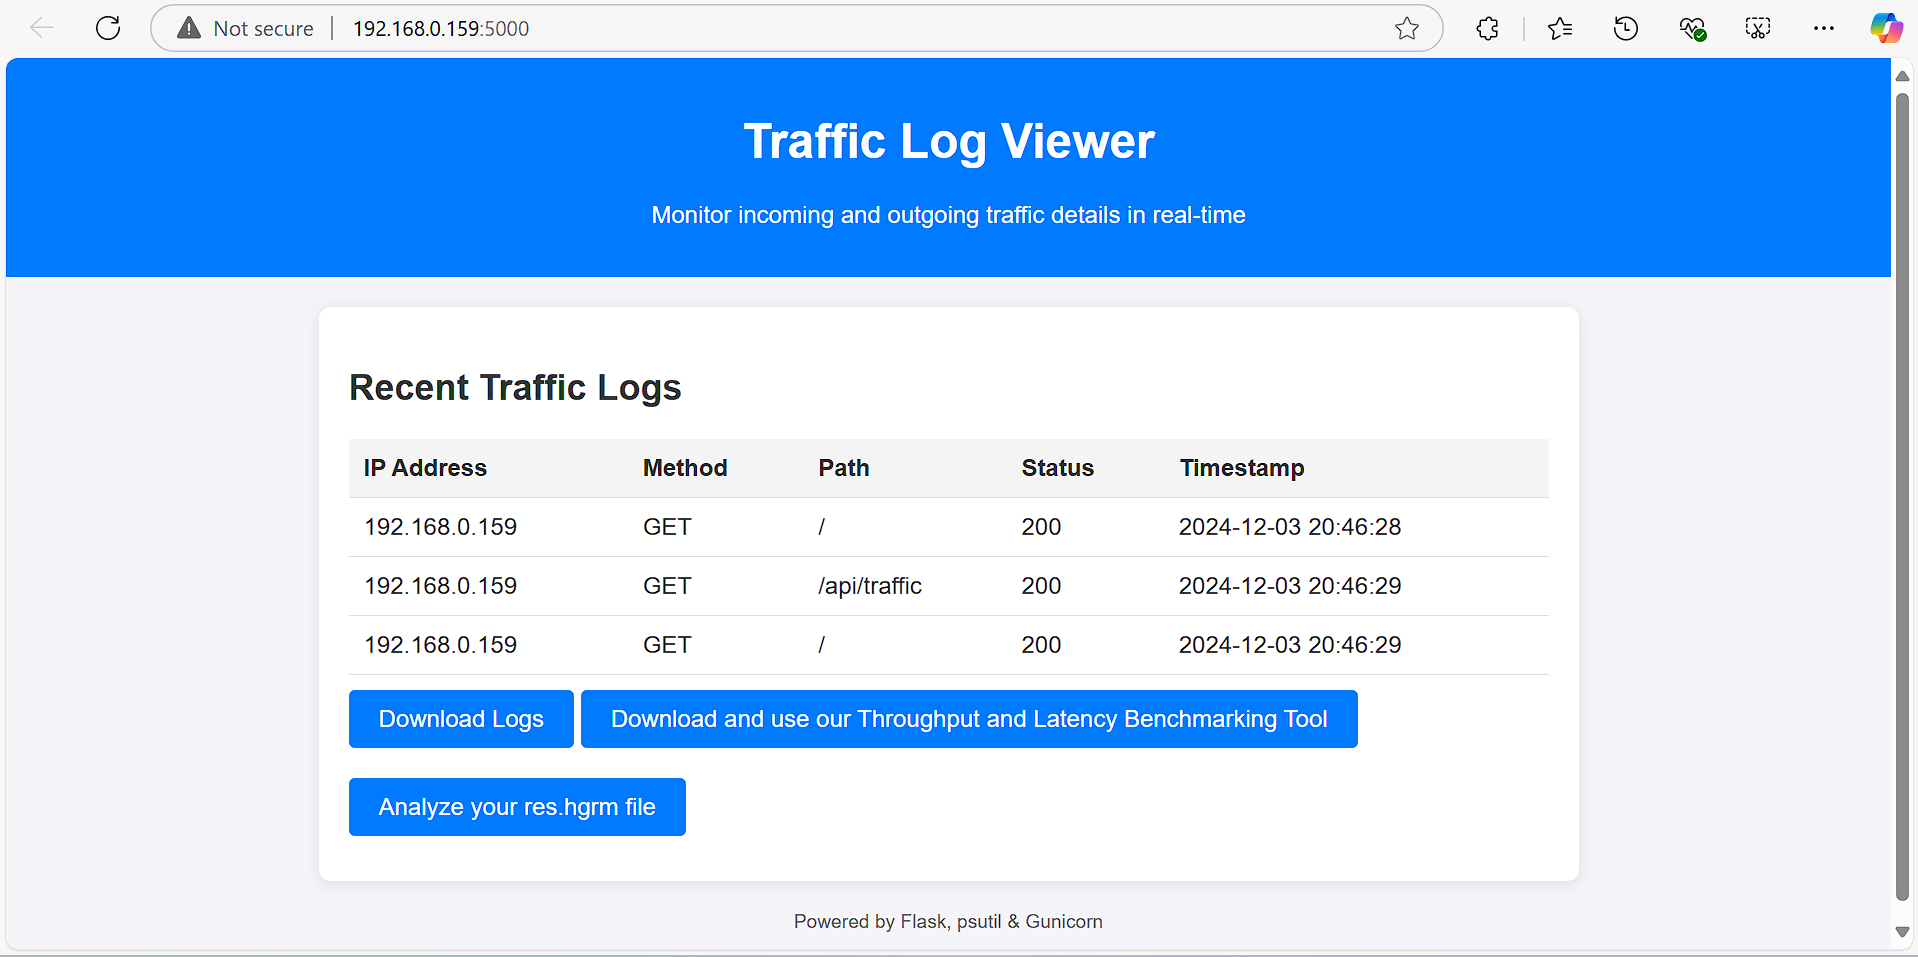 Not secure 192.168.0.159:5000
Traffic Log Viewer
Monitor incoming and outgoing traffic details in real-time
Recent Traffic Logs
IP Address Method Path Status Timestamp
192.168.0.159 GET / 200 2024-12-03 20:46:28
192.168.0.159 GET /api/traffic 200 2024-12-03 20:46:29
192.168.0.159 GET / 200 2024-12-03 20:46:29
Download Logs Download and use our Throughput and Latency Benchmarking Tool
Analyze your res.hgrm file
Powered by Flask, psutil & Gunicorn